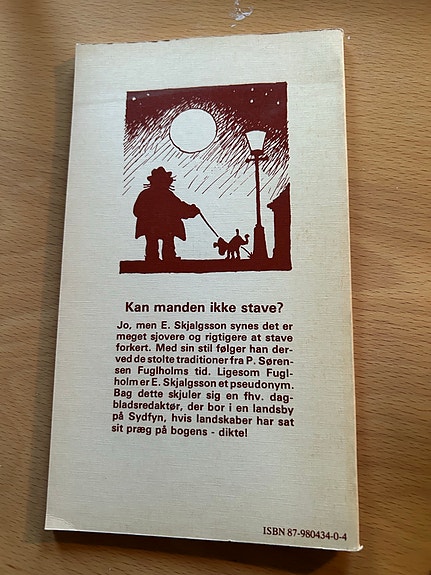 Kan manden ikke stave?
Jo, men E. Skjalgsson synes det er
meget sjovere og rigtigere at stave
forkert. Med sin stil følger han der-
ved de stolte traditioner fra P. Søren-
sen Fuglholms tid. Ligesom Fugl-
holm er E. Skjalgsson et pseudonym.
Bag dette skjuler sig en fhv. dag-
bladsredaktør, der bor i en landsby
på Sydfyn, hvis landskaber har sat
sit præg på bogens - dikte!
ISBN 87-980434-0-4